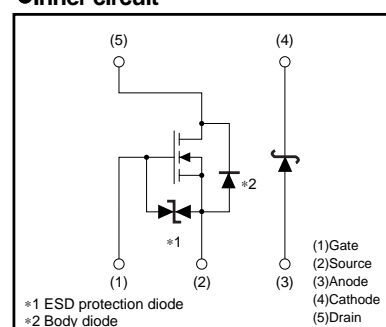 Inner circuit
(5)
(4)
∗2
∗1
(1)
(2)
(3)
(1)Gate
(2)Source
(3)Anode
(4)Cathode
(5)Drain
∗1 ESD protection diode
∗2 Body diode